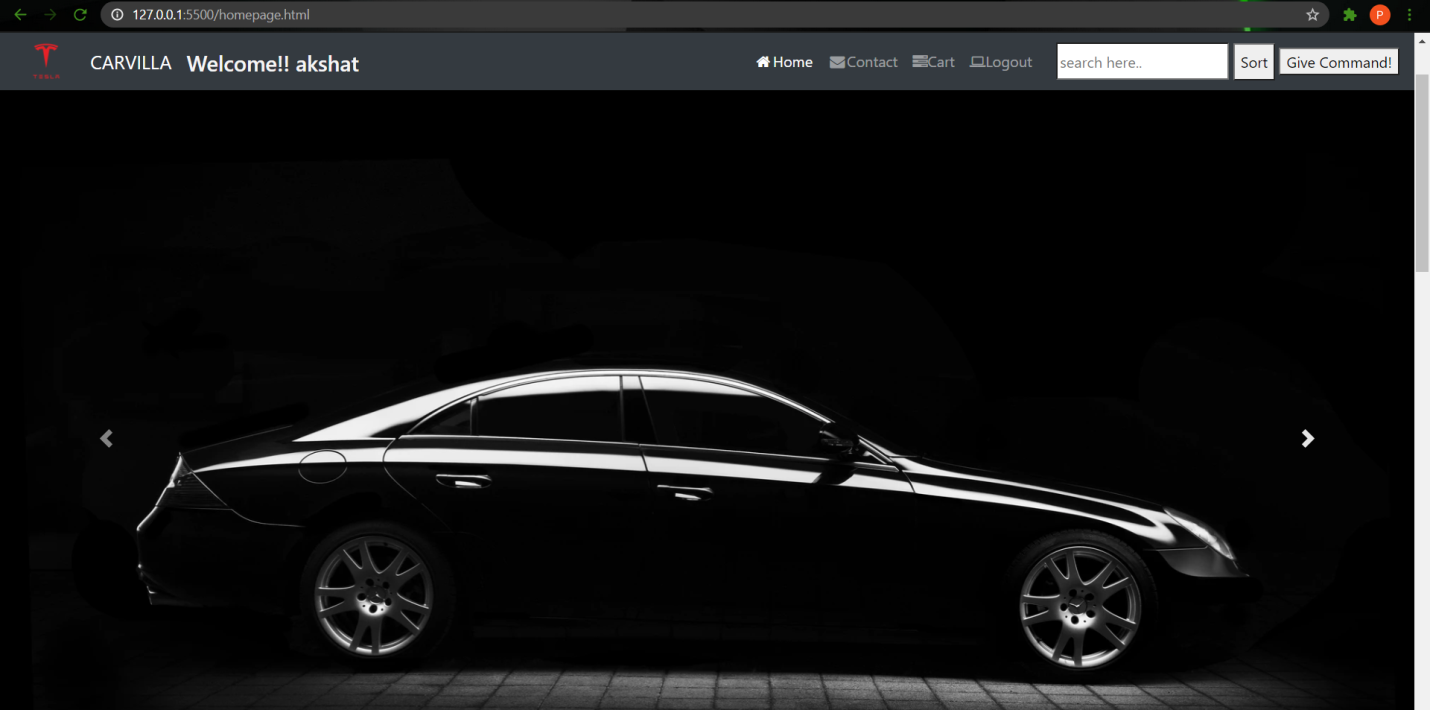 127.0.0.1:5500/homepage.html
P
TESLA
CARVILLA Welcome!! akshat Home Contact Cart Logout search here.. Sort Give Command!